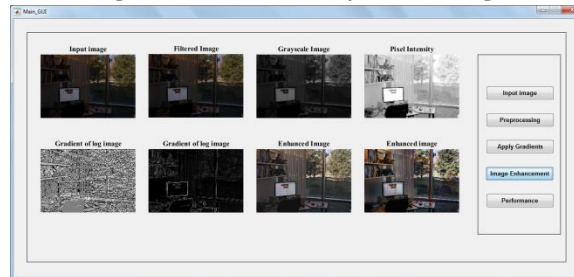 Main_GUI
Input image
Filtered Image
Grayscale Image
Pixel Intensity
Gradient of log image
Gradient of log image
Enhanced Image
Enhanced image
Input image
Preprocessing
Apply Gradients
Image Enhancement
Performance